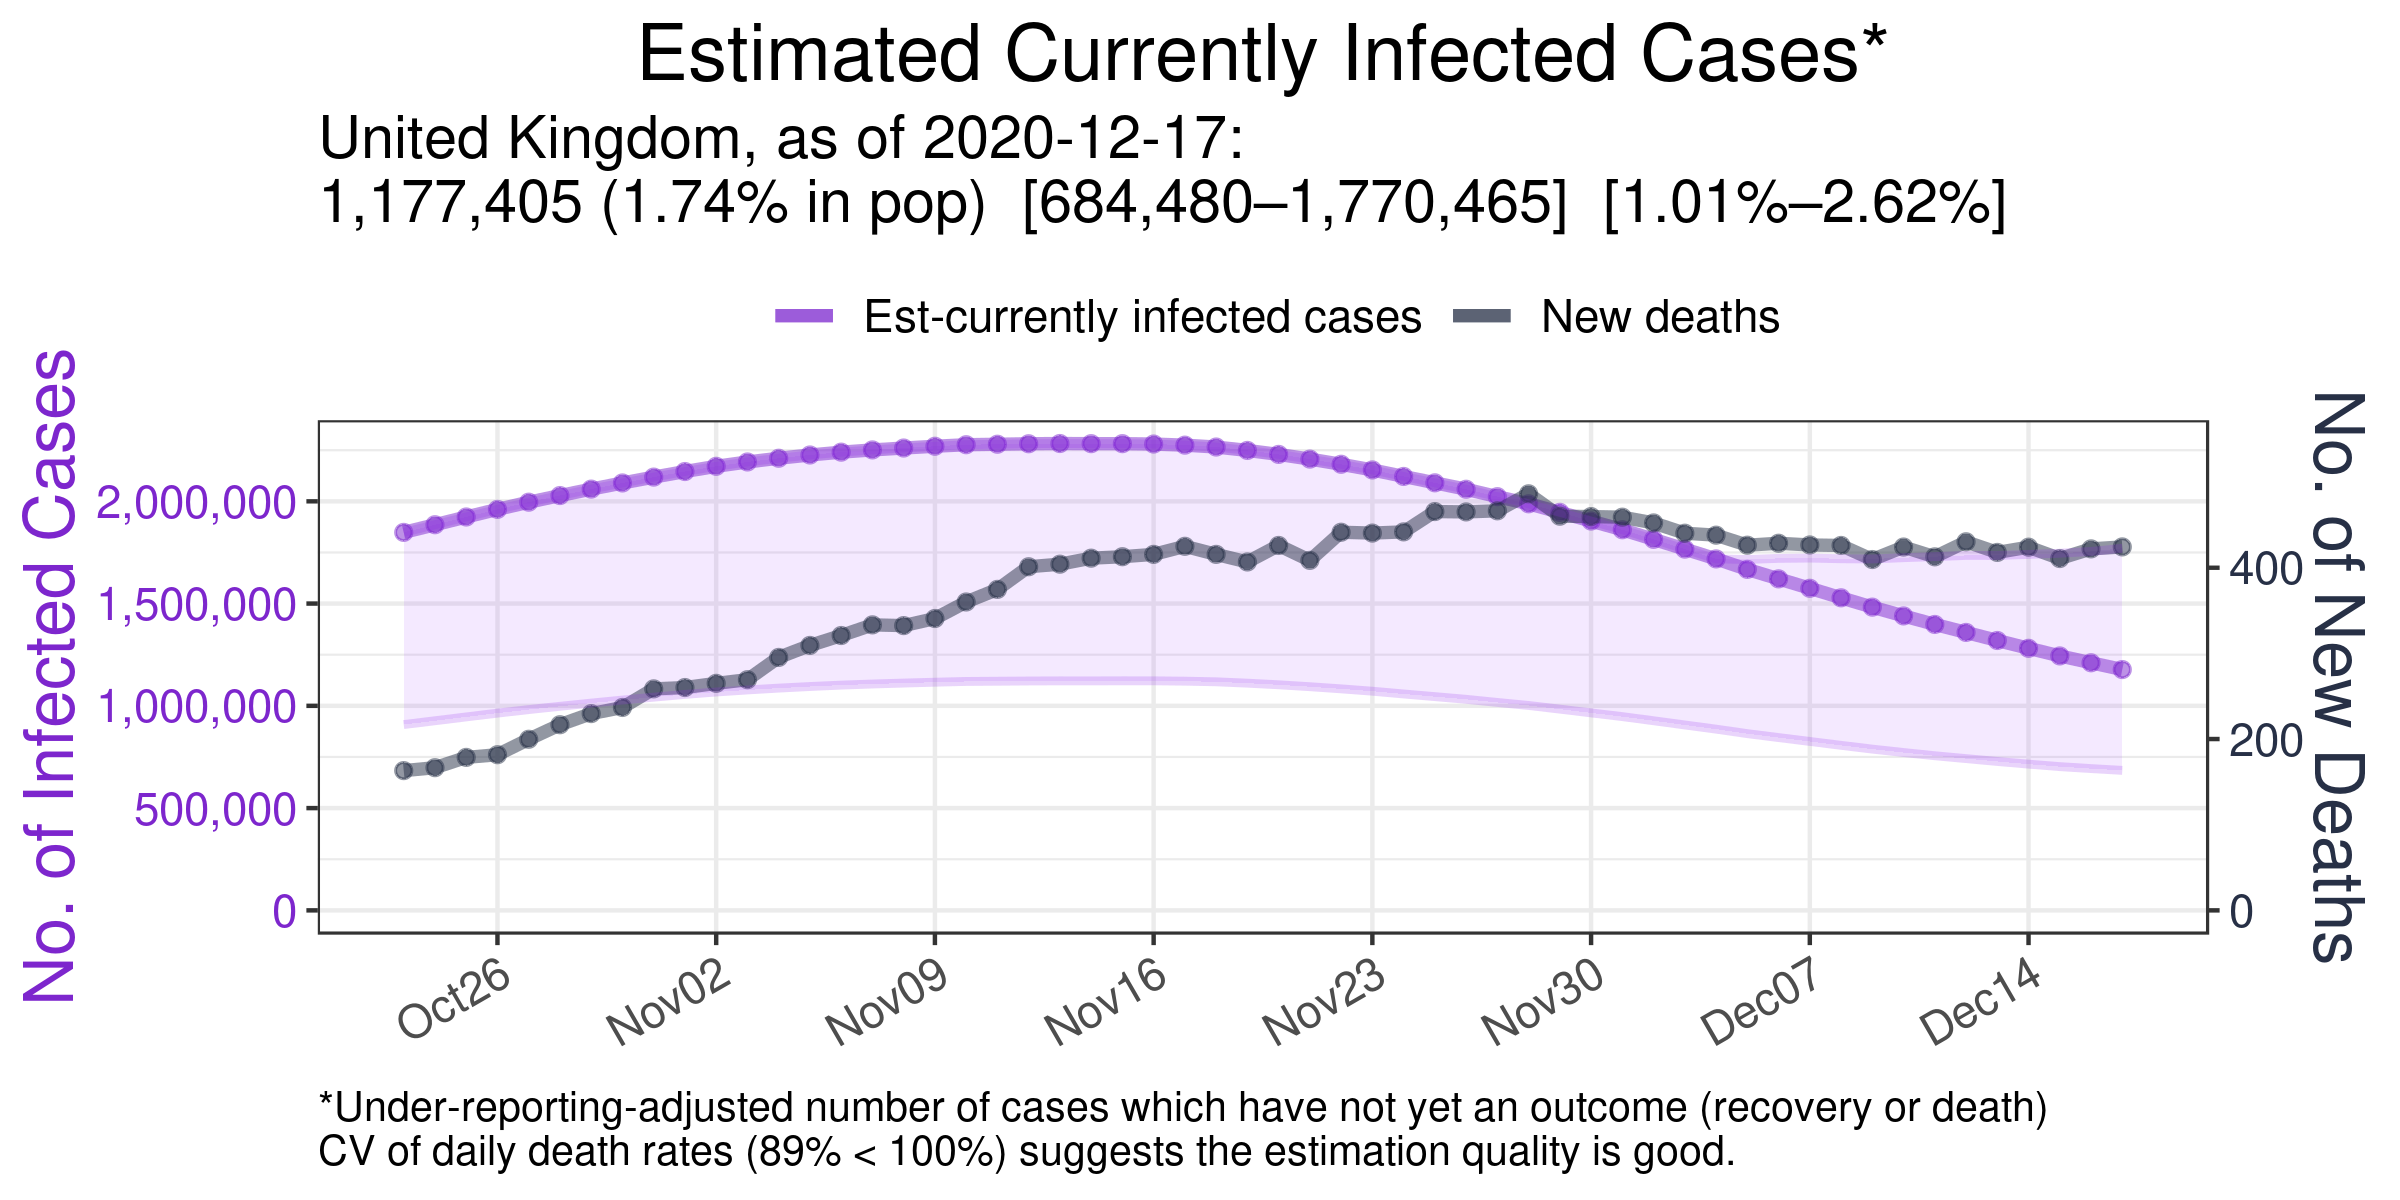 Estimated Currently Infected Cases*
United Kingdom, as of 2020-12-17:
1,177,405 (1.74% in pop) [684,480–1,770,465] [1.01%–2.62%]
Est-currently infected cases New deaths
No. of Infected Cases
2,000,000
1,500,000
1,000,000
500,000
0
400
200
0
No. of New Deaths
Oct26 Nov02 Nov09 Nov16 Nov23 Nov30 Dec07 Dec14
*Under-reporting-adjusted number of cases which have not yet an outcome (recovery or death)
CV of daily death rates (89% < 100%) suggests the estimation quality is good.